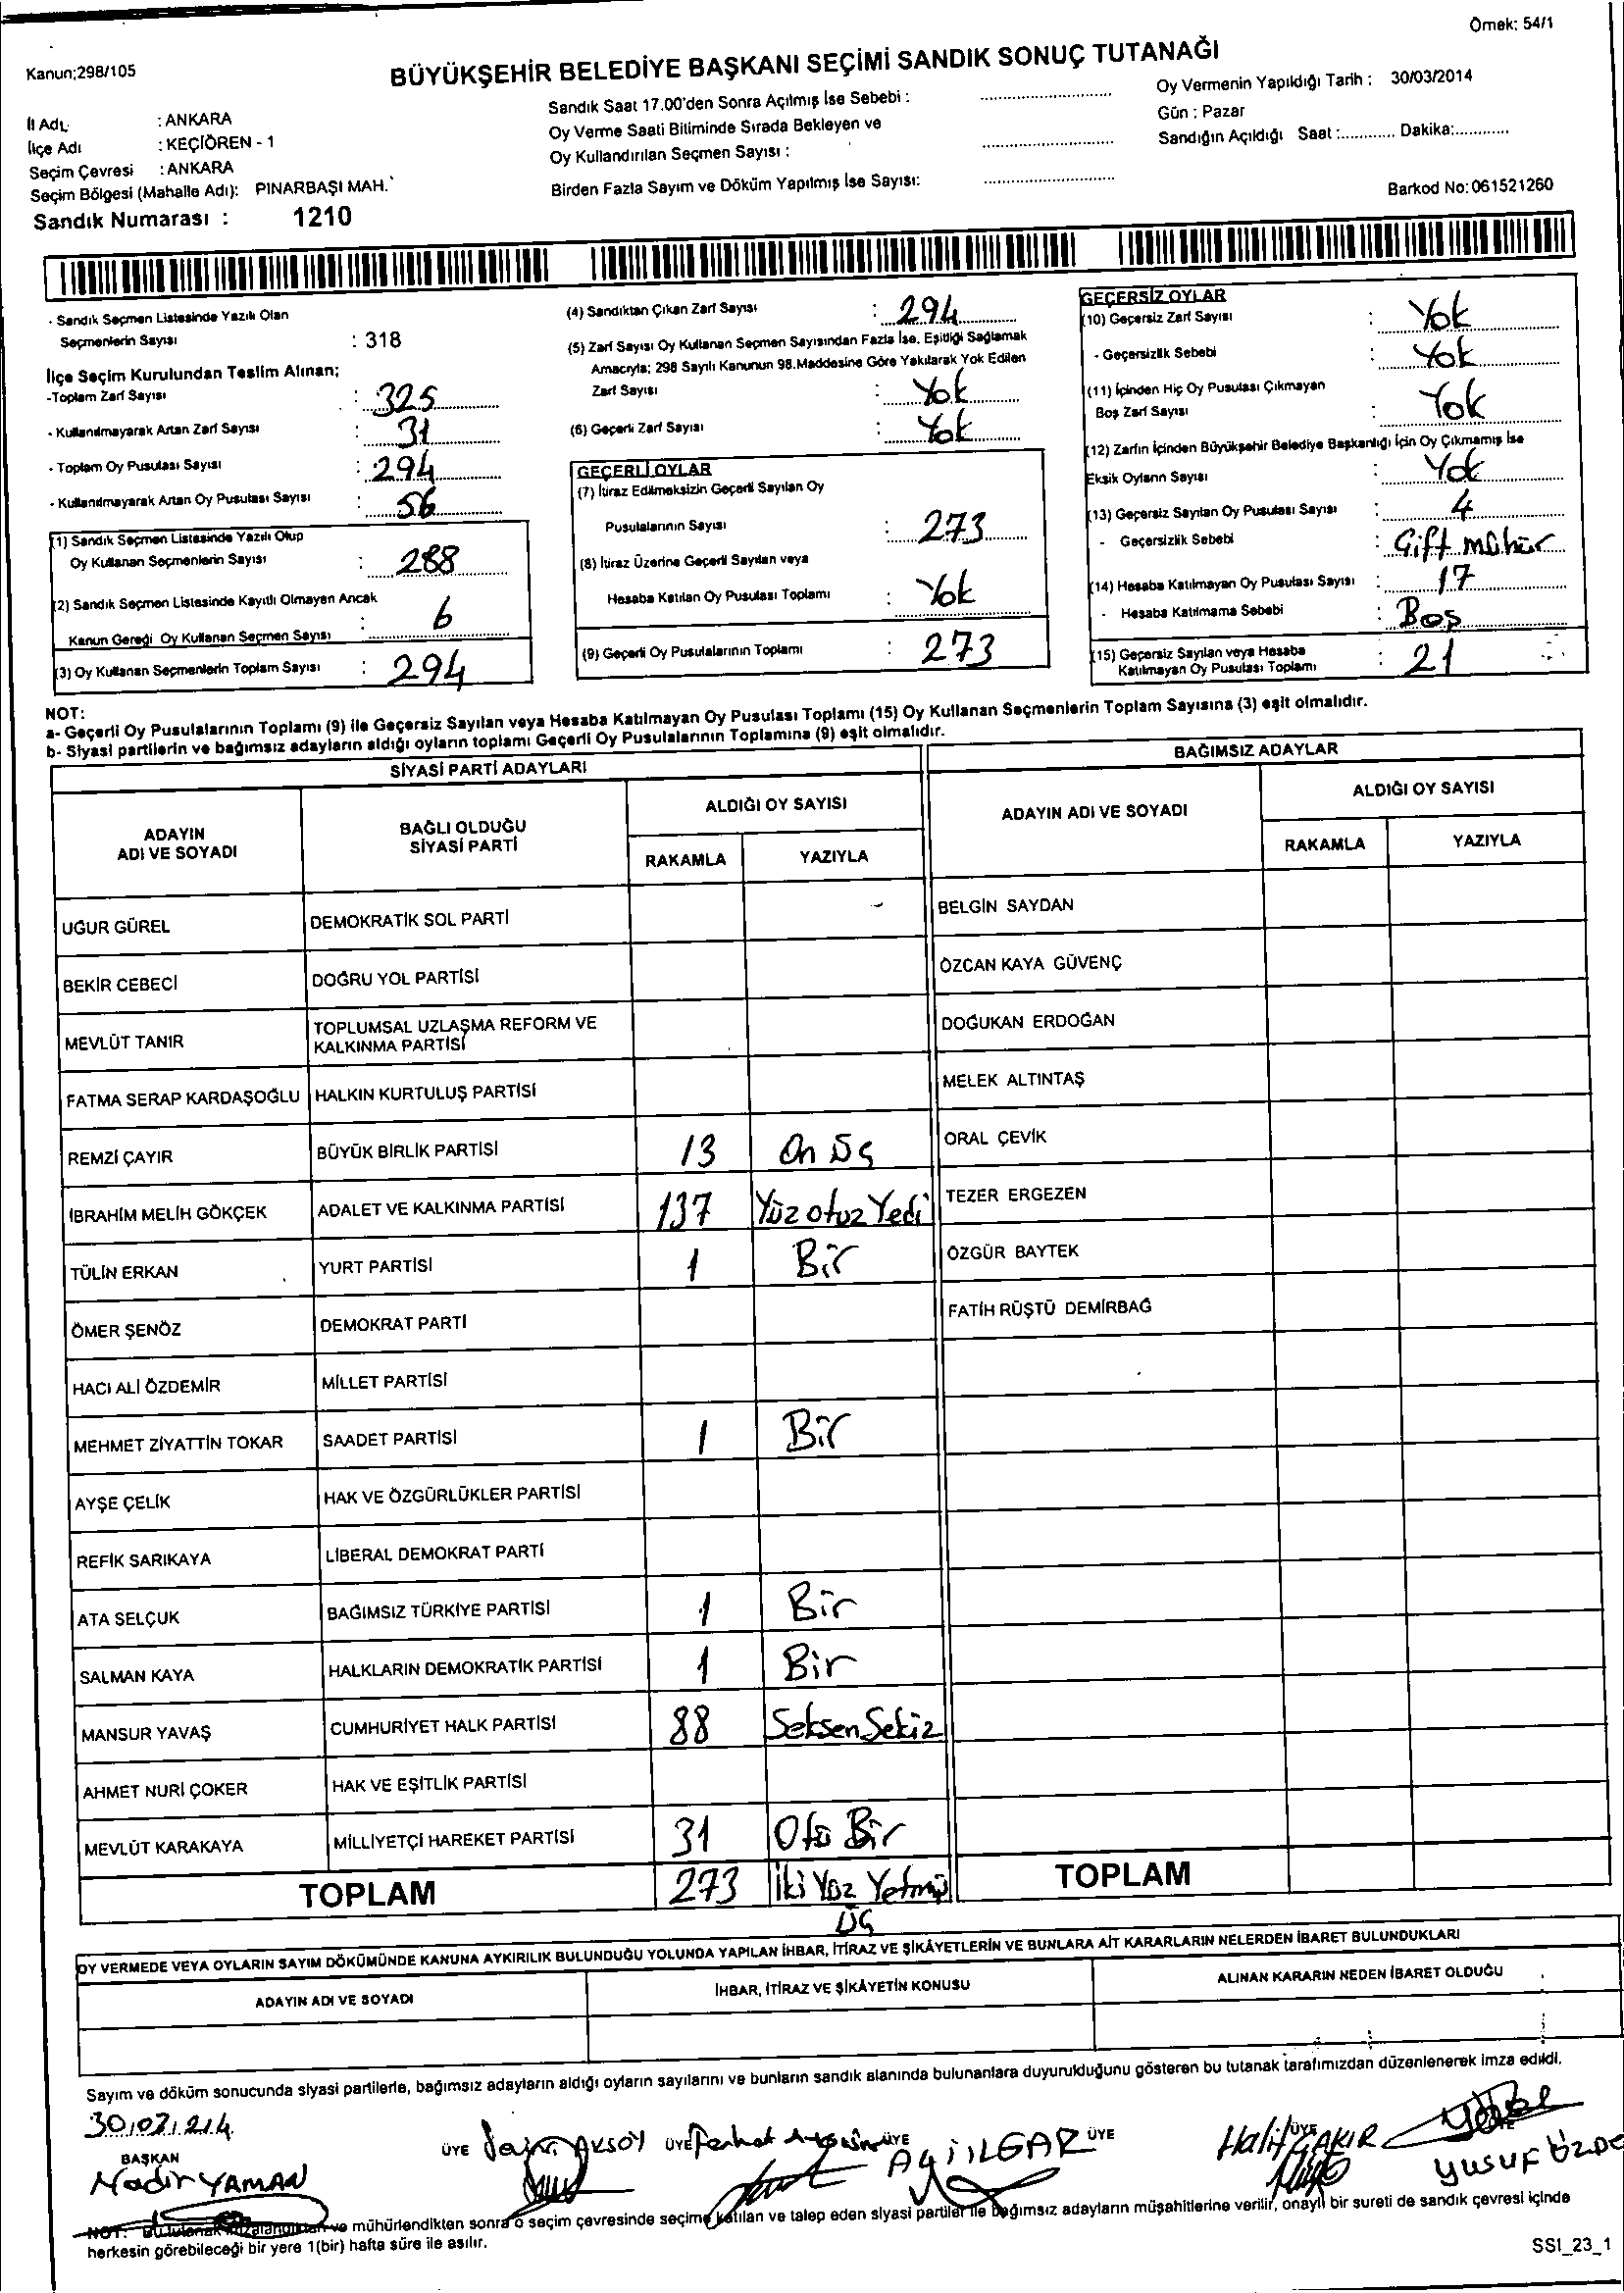 Örnek: 54/1
Kanun;298/105
BÜYÜKŞEHİR BELEDİYE BAŞKANI SEÇİMİ SANDIK SONUÇ TUTANAĞI
İl Adı : ANKARA
İlçe Adı : KEÇİÖREN - 1
Seçim Çevresi : ANKARA
Seçim Bölgesi (Mahalle Adı): PINARBAŞI MAH.
Sandık Numarası : 1210
Sandık Saat 17.00'den Sonra Açılmış İse Sebebi :
Oy Verme Saati Bitiminde Sırada Bekleyen ve
Oy Kullandırılan Seçmen Sayısı :
Birden Fazla Sayım ve Döküm Yapılmış İse Sayısı:
Oy Vermenin Yapıldığı Tarih : 30/03/2014
Gün : Pazar
Sandığın Açıldığı Saat :............ Dakika:............
Barkod No: 061521260
- Sandık Seçmen Listesinde Yazılı Olan
Seçmenlerin Sayısı : 318
İlçe Seçim Kurulundan Teslim Alınan;
-Toplam Zarf Sayısı : 325
- Kullanılmayarak Artan Zarf Sayısı : 31
- Toplam Oy Pusulası Sayısı : 294
- Kullanılmayarak Artan Oy Pusulası Sayısı : 56
(1) Sandık Seçmen Listesinde Yazılı Olup
Oy Kullanan Seçmenlerin Sayısı : 288
(2) Sandık Seçmen Listesinde Kayıtlı Olmayan Ancak
Kanun Gereği Oy Kullanan Seçmen Sayısı : 6
(3) Oy Kullanan Seçmenlerin Toplam Sayısı : 294
(4) Sandıktan Çıkan Zarf Sayısı : 294
(5) Zarf Sayısı Oy Kullanan Seçmen Sayısından Fazla İse, Eşitliği Sağlamak
Amacıyla; 298 Sayılı Kanunun 98.Maddesine Göre Yakılarak Yok Edilen
Zarf Sayısı : Yok
(6) Geçerli Zarf Sayısı : Yok
GEÇERLİ OYLAR
(7) İtiraz Edilmeksizin Geçerli Sayılan Oy
Pusulalarının Sayısı : 273
(8) İtiraz Üzerine Geçerli Sayılan veya
Hesaba Katılan Oy Pusulası Toplamı : Yok
(9) Geçerli Oy Pusulalarının Toplamı : 273
GEÇERSİZ OYLAR
(10) Geçersiz Zarf Sayısı : Yok
- Geçersizlik Sebebi : Yok
(11) İçinden Hiç Oy Pusulası Çıkmayan
Boş Zarf Sayısı : Yok
(12) Zarfın İçinden Büyükşehir Belediye Başkanlığı İçin Oy Çıkmamış İse
Eksik Oyların Sayısı : Yok
(13) Geçersiz Sayılan Oy Pusulası Sayısı : 4
- Geçersizlik Sebebi : Çift mühür
(14) Hesaba Katılmayan Oy Pusulası Sayısı : 17
- Hesaba Katılmama Sebebi : Boş
(15) Geçersiz Sayılan veya Hesaba
Katılmayan Oy Pusulası Toplamı : 21
NOT:
a- Geçerli Oy Pusulalarının Toplamı (9) ile Geçersiz Sayılan veya Hesaba Katılmayan Oy Pusulası Toplamı (15) Oy Kullanan Seçmenlerin Toplam Sayısına (3) eşit olmalıdır.
b- Siyasi partilerin ve bağımsız adayların aldığı oyların toplamı Geçerli Oy Pusulalarının Toplamına (9) eşit olmalıdır.
SİYASİ PARTİ ADAYLARI
ADAYIN ADI VE SOYADI BAĞLI OLDUĞU SİYASİ PARTİ ALDIĞI OY SAYISI
RAKAMLA YAZIYLA
UĞUR GÜREL DEMOKRATİK SOL PARTİ
BEKİR CEBECİ DOĞRU YOL PARTİSİ
MEVLÜT TANIR TOPLUMSAL UZLAŞMA REFORM VE KALKINMA PARTİSİ
FATMA SERAP KARDAŞOĞLU HALKIN KURTULUŞ PARTİSİ
REMZİ ÇAYIR BÜYÜK BİRLİK PARTİSİ 13 On Üç
İBRAHİM MELİH GÖKÇEK ADALET VE KALKINMA PARTİSİ 137 Yüz otuz Yedi
TÜLİN ERKAN YURT PARTİSİ 1 Bir
ÖMER ŞENÖZ DEMOKRAT PARTİ
HACI ALİ ÖZDEMİR MİLLET PARTİSİ
MEHMET ZİYATTİN TOKAR SAADET PARTİSİ 1 Bir
AYŞE ÇELİK HAK VE ÖZGÜRLÜKLER PARTİSİ
REFİK SARIKAYA LİBERAL DEMOKRAT PARTİ
ATA SELÇUK BAĞIMSIZ TÜRKİYE PARTİSİ 1 Bir
SALMAN KAYA HALKLARIN DEMOKRATİK PARTİSİ 1 Bir
MANSUR YAVAŞ CUMHURİYET HALK PARTİSİ 88 Seksen Sekiz
AHMET NURİ ÇOKER HAK VE EŞİTLİK PARTİSİ
MEVLÜT KARAKAYA MİLLİYETÇİ HAREKET PARTİSİ 31 Bir
TOPLAM 273 İki Yüz Yetmiş
Üç
BAĞIMSIZ ADAYLAR
ADAYIN ADI VE SOYADI ALDIĞI OY SAYISI
RAKAMLA YAZIYLA
BELGİN SAYDAN
ÖZCAN KAYA GÜVENÇ
DOĞUKAN ERDOĞAN
MELEK ALTINTAŞ
ORAL ÇEVİK
TEZER ERGEZEN
ÖZGÜR BAYTEK
FATİH RÜŞTÜ DEMİRBAĞ
TOPLAM
OY VERMEDE VEYA OYLARIN SAYIM DÖKÜMÜNDE KANUNA AYKIRILIK BULUNDUĞU YOLUNDA YAPILAN İHBAR, İTİRAZ VE ŞİKÂYETLERİN VE BUNLARA AİT KARARLARIN NELERDEN İBARET BULUNDUKLARI
ADAYIN ADI VE SOYADI İHBAR, İTİRAZ VE ŞİKÂYETİN KONUSU ALINAN KARARIN NEDEN İBARET OLDUĞU
Sayım ve döküm sonucunda siyasi partilerle, bağımsız adayların aldığı oyların sayılarını ve bunların sandık alanında bulunanlara duyurulduğunu gösteren bu tutanak tarafımızdan düzenlenerek imza edildi.
BAŞKAN ÜYE ÜYE ÜYE ÜYE ÜYE
Nadir YAMAN AKSOY Ferhat Halit ÇAKIR
YUSUF
NOT: Bu tutanak imzalandıktan ve mühürlendikten sonra o seçim çevresinde seçime katılan ve talep eden siyasi partiler ile bağımsız adayların müşahitlerine verilir, onaylı bir sureti de sandık çevresi içinde
herkesin görebileceği bir yere 1(bir) hafta süre ile asılır.
SSI_23_1